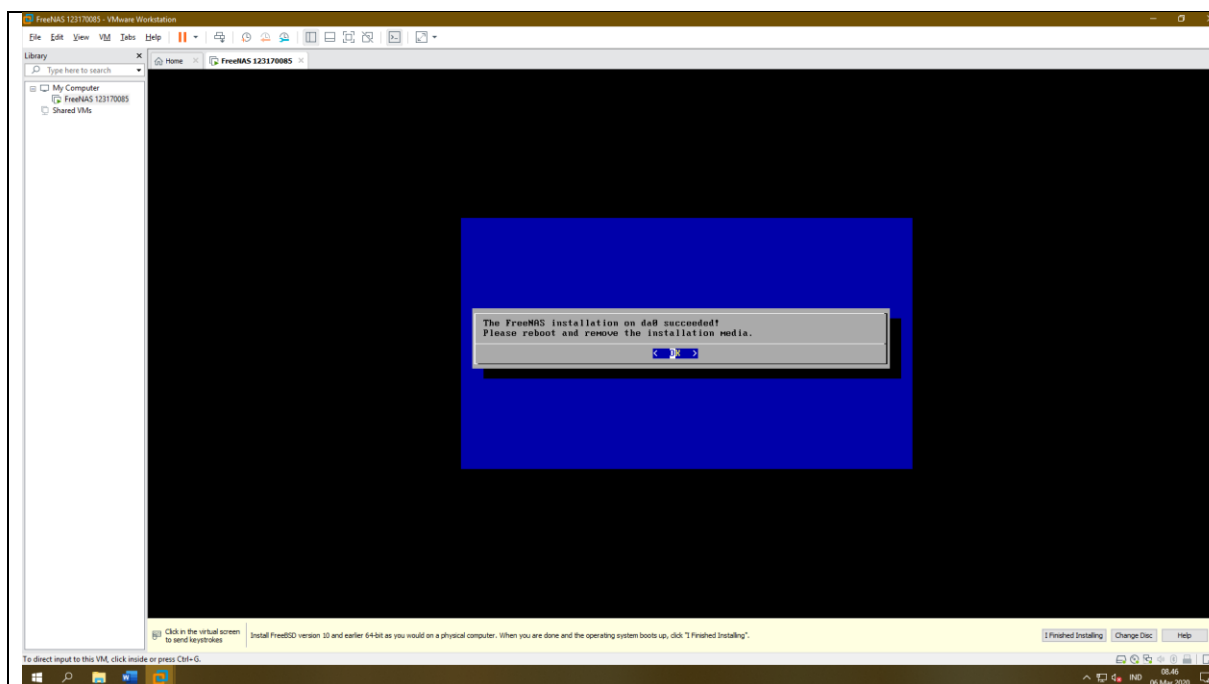 FreeNAS 123170085 - VMware Workstation
File Edit View VM Tabs Help
Library
Home
FreeNAS 123170085
Type here to search
My Computer
FreeNAS 123170085
Shared VMs
The FreeNAS installation on da0 succeeded!
Please reboot and remove the installation media.
< OK >
Click in the virtual screen
to send keystrokes
Install FreeBSD version 10 and earlier 64-bit as you would on a physical computer. When you are done and the operating system boots up, click "I Finished Installing".
I Finished Installing Change Disc Help
To direct input to this VM, click inside or press Ctrl+G.
IND
08.46
06 Mar 2020